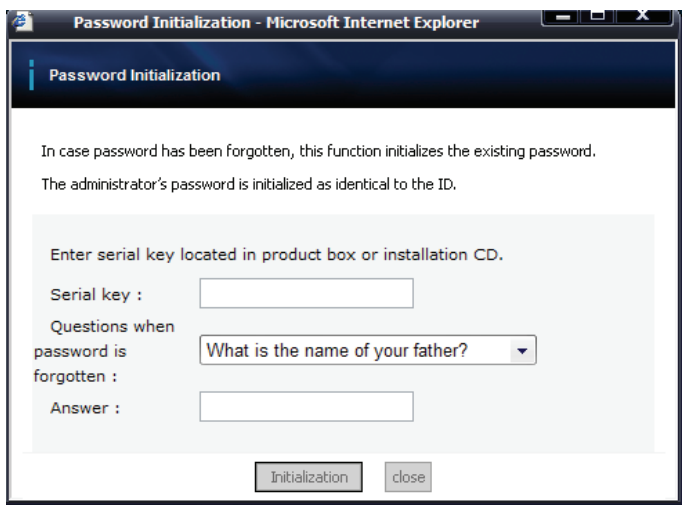 Password Initialization - Microsoft Internet Explorer
Password Initialization
In case password has been forgotten, this function initializes the existing password.
The administrator's password is initialized as identical to the ID.
Enter serial key located in product box or installation CD.
Serial key :
Questions when
password is
forgotten :
What is the name of your father?
Answer :
Initialization
close